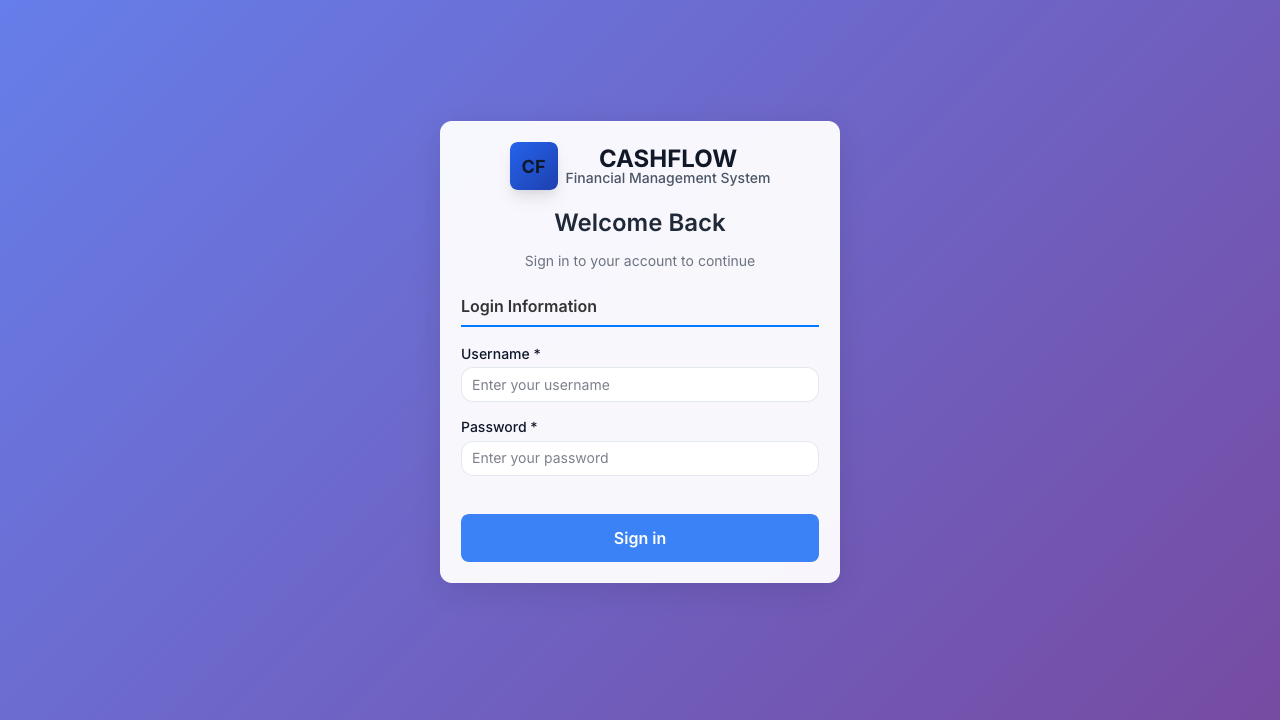 CF
CASHFLOW
Financial Management System
Welcome Back
Sign in to your account to continue
Login Information
Username *
Enter your username
Password *
Enter your password
Sign in